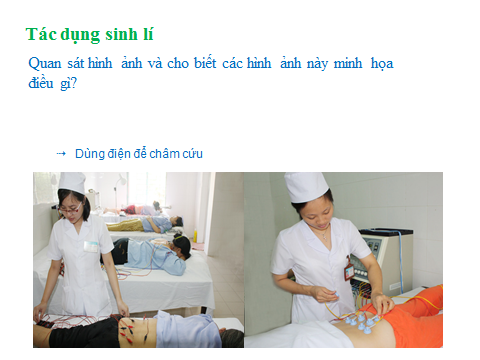 Tác dụng sinh lí
Quan sát hình ảnh và cho biết các hình ảnh này minh họa
điều gì?
→ Dùng điện để châm cứu